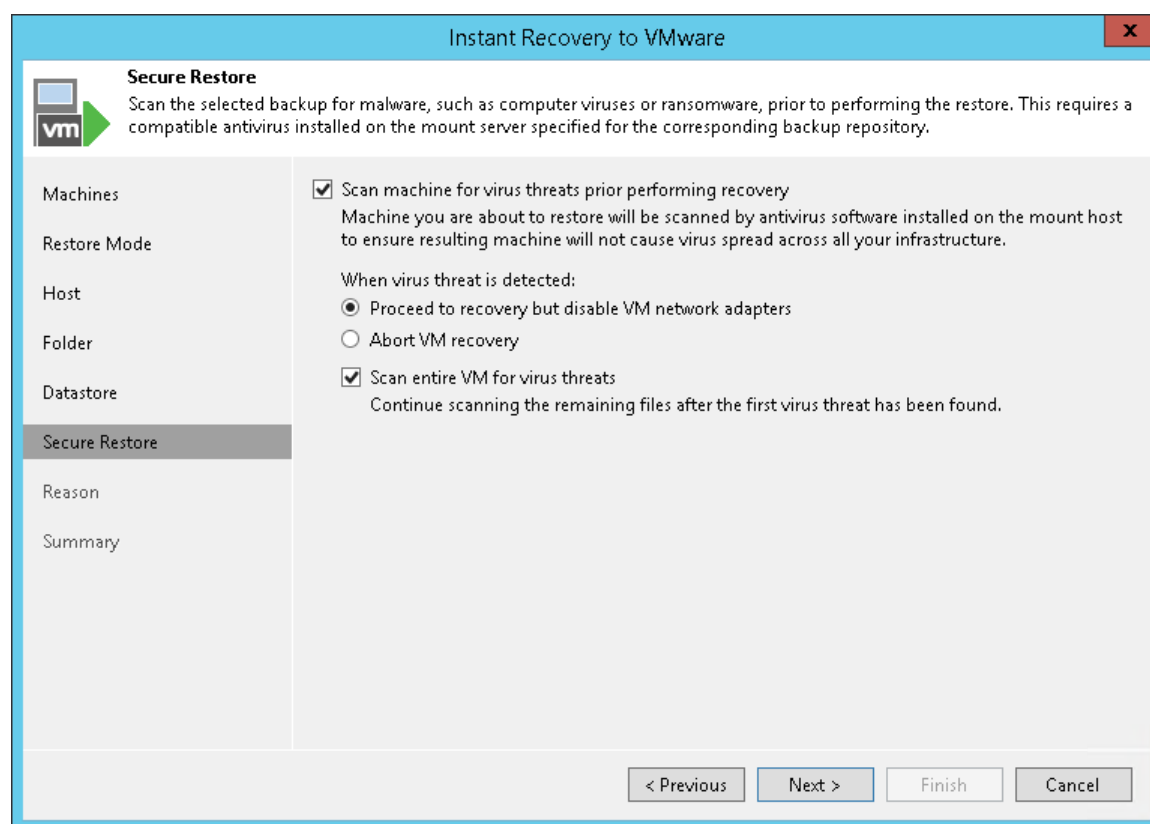 Instant Recovery to VMware
x
Secure Restore
Scan the selected backup for malware, such as computer viruses or ransomware, prior to performing the restore. This requires a
compatible antivirus installed on the mount server specified for the corresponding backup repository.
vm
Machines
Restore Mode
Host
Folder
Datastore
Secure Restore
Reason
Summary
Scan machine for virus threats prior performing recovery
Machine you are about to restore will be scanned by antivirus software installed on the mount host
to ensure resulting machine will not cause virus spread across all your infrastructure.
When virus threat is detected:
Proceed to recovery but disable VM network adapters
Abort VM recovery
Scan entire VM for virus threats
Continue scanning the remaining files after the first virus threat has been found.
< Previous
Next >
Finish
Cancel